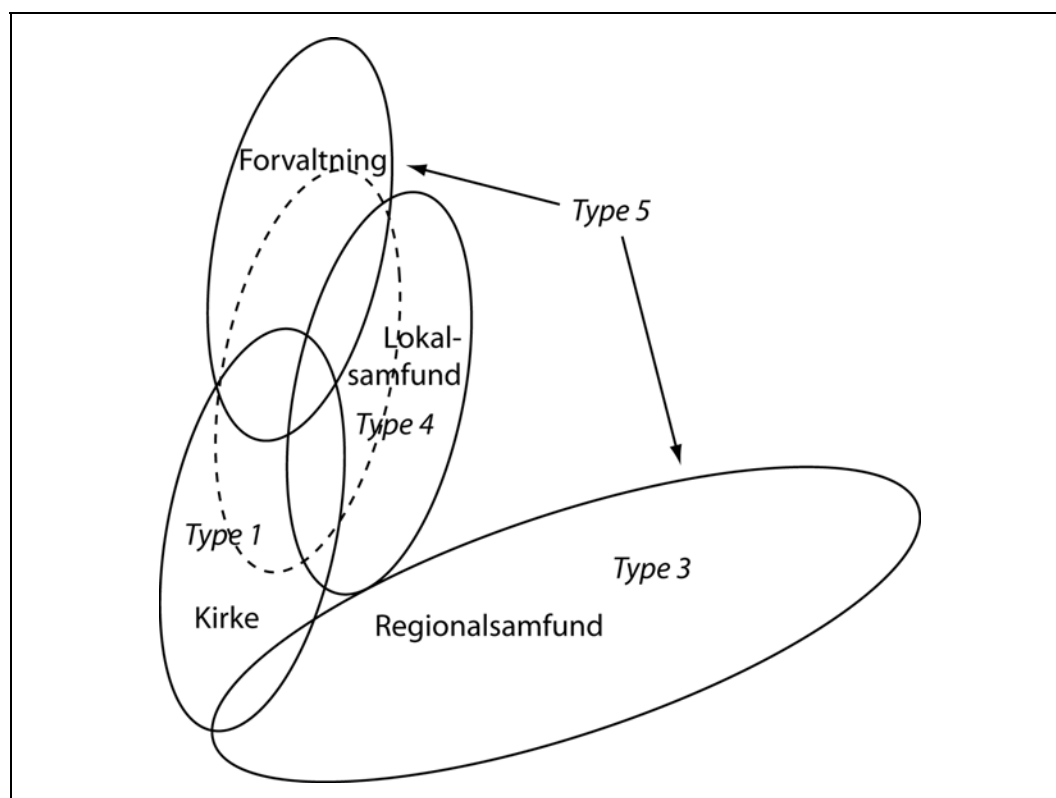 Forvaltning
Type 5
Lokal-
samfund
Type 4
Type 1
Type 3
Kirke
Regionalsamfund